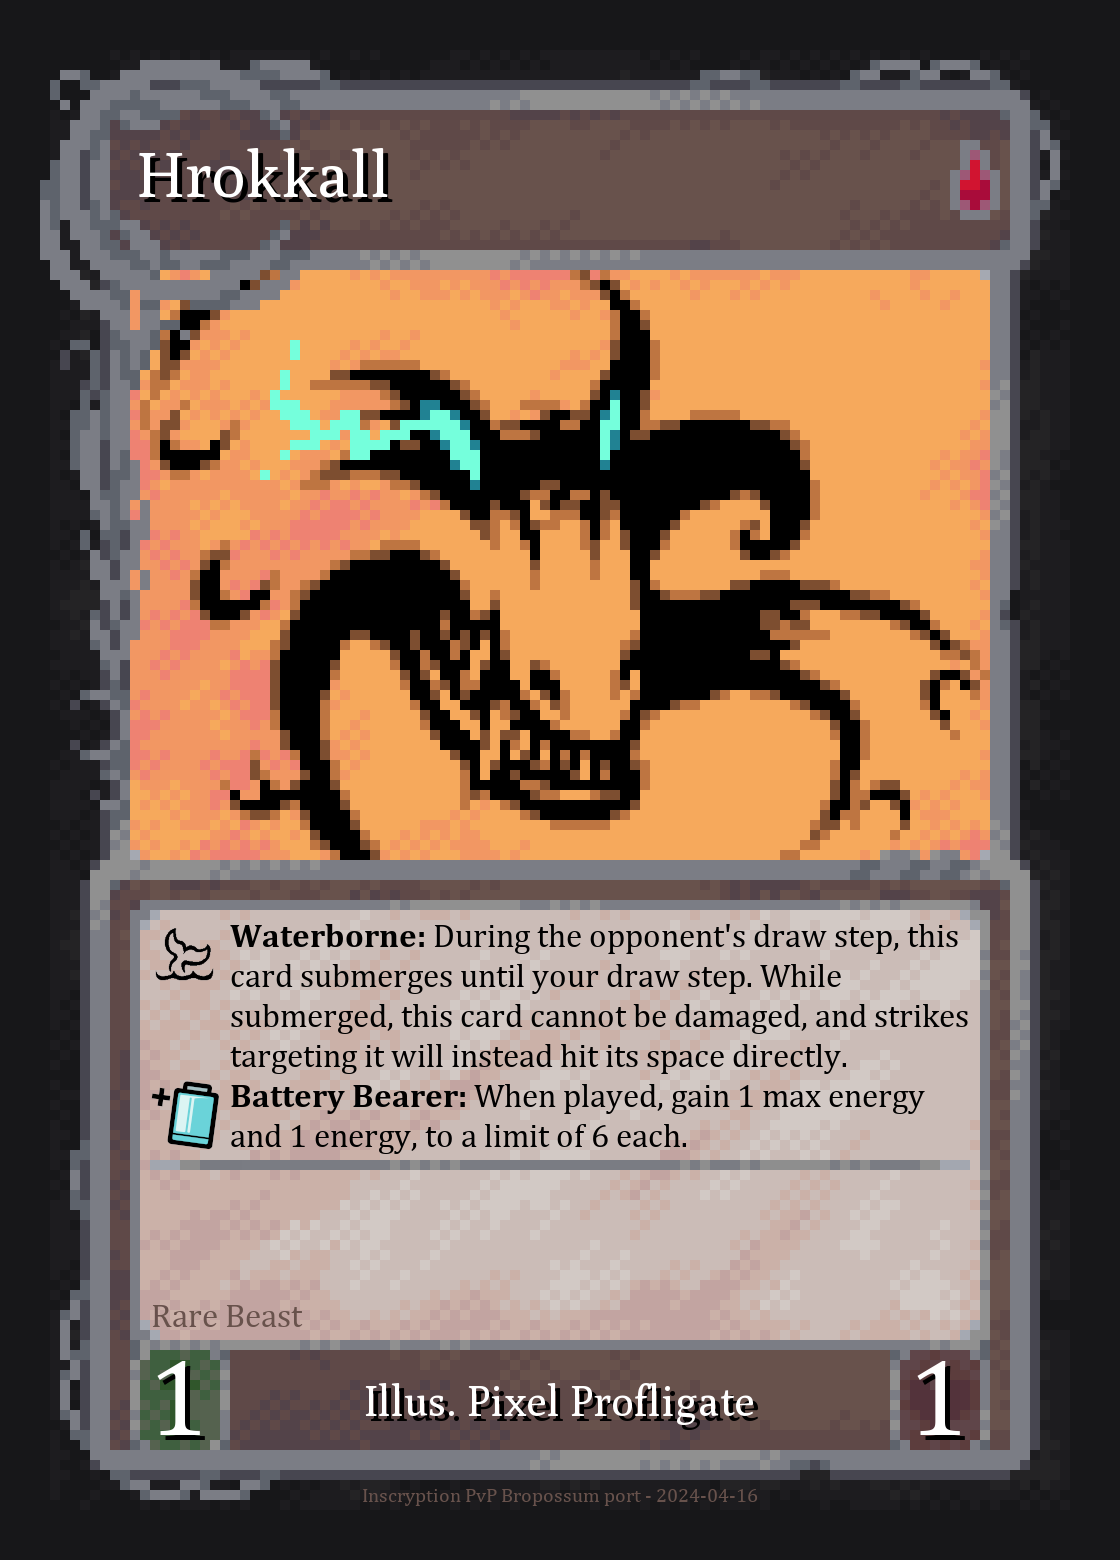 Hrokkall
Waterborne: During the opponent's draw step, this
card submerges until your draw step. While
submerged, this card cannot be damaged, and strikes
targeting it will instead hit its space directly.
Battery Bearer: When played, gain 1 max energy
and 1 energy, to a limit of 6 each.
Rare Beast
1
Illus. Pixel Profligate
1
Inscryption PvP Bropossum port - 2024-04-16